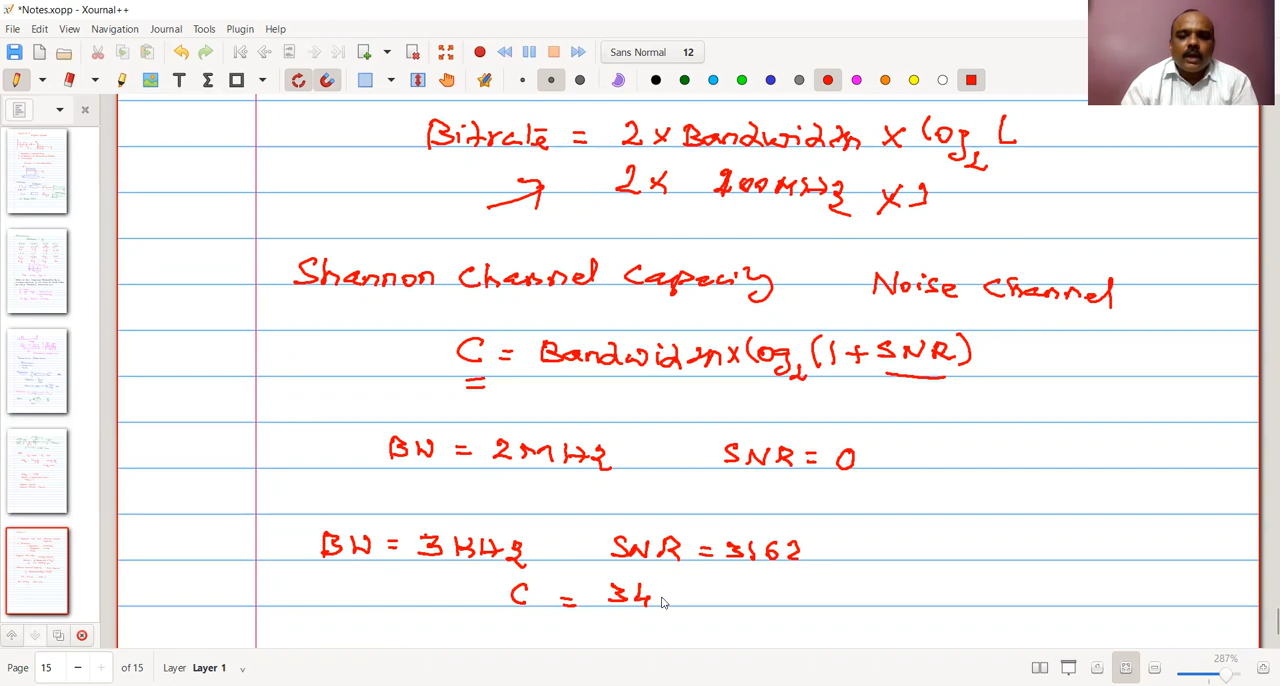 *Notes.xopp - Xournal++
File Edit View Navigation Journal Tools Plugin Help
Sans Normal 12
Bitrate = 2 x Bandwidth x log2 L
2 x 200MHz x 1
Shannon Channel Capacity Noise Channel
C = Bandwidth x log2 (1 + SNR)
BW = 2MHz SNR = 0
BW = 3KHz SNR = 3162
C = 34
Page 15 of 15 Layer Layer 1 287%